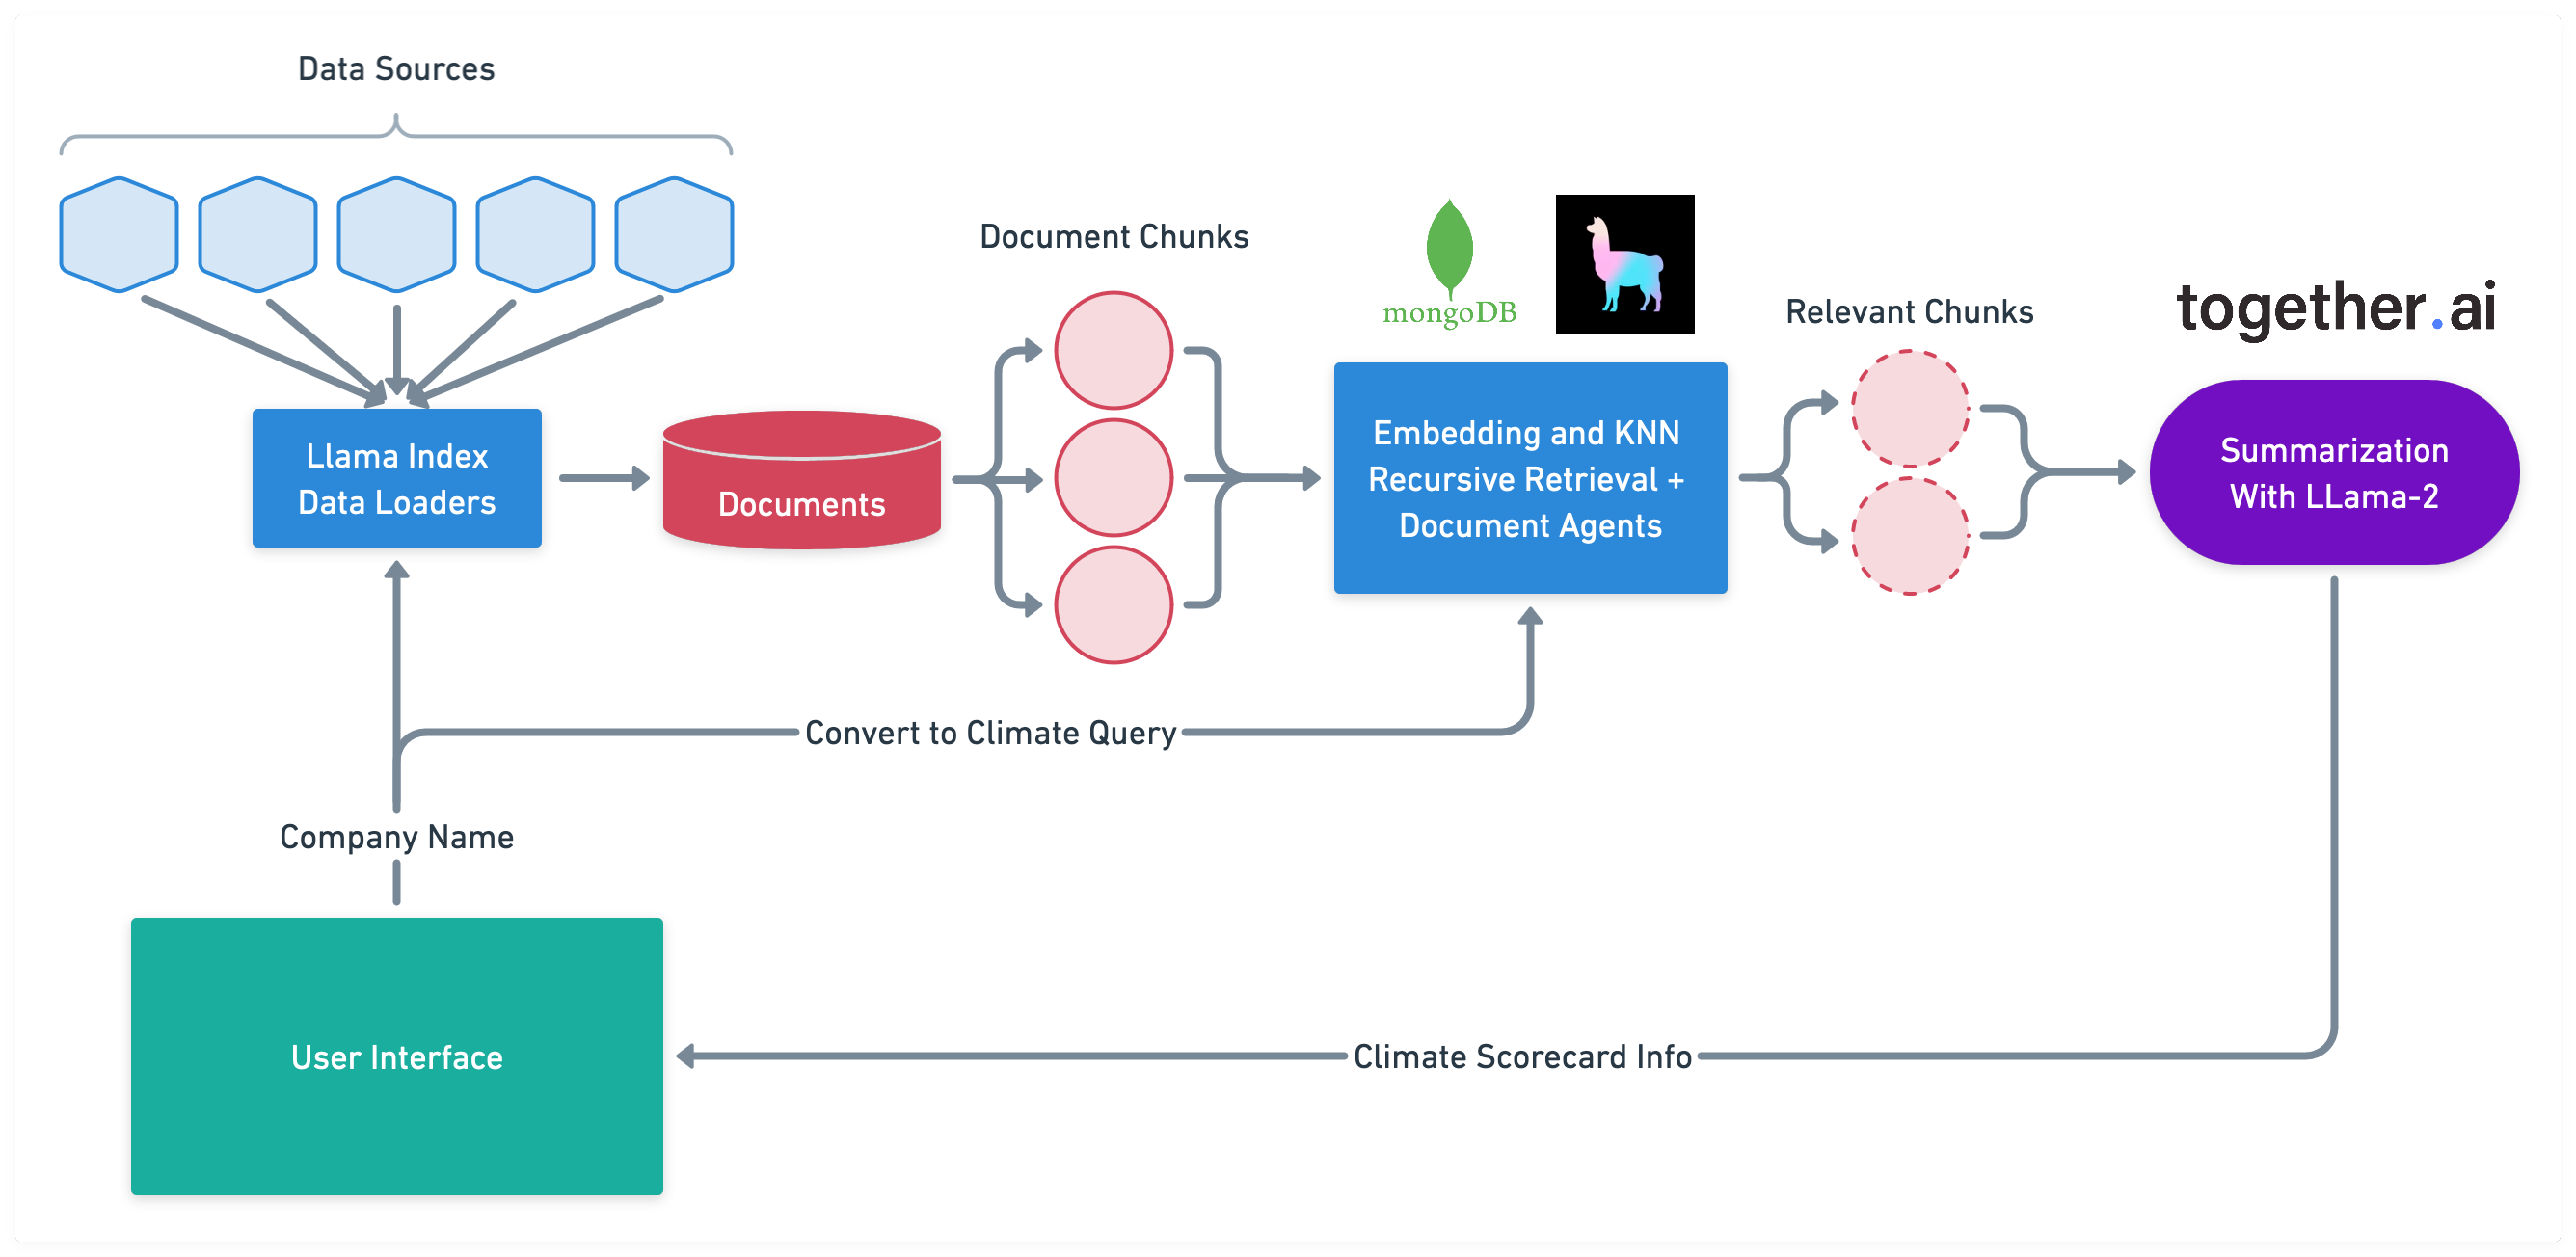 Data Sources
Document Chunks
mongoDB
Relevant Chunks
together.ai
Llama Index
Data Loaders
Documents
Embedding and KNN
Recursive Retrieval +
Document Agents
Summarization
With LLama-2
Convert to Climate Query
Company Name
User Interface
Climate Scorecard Info